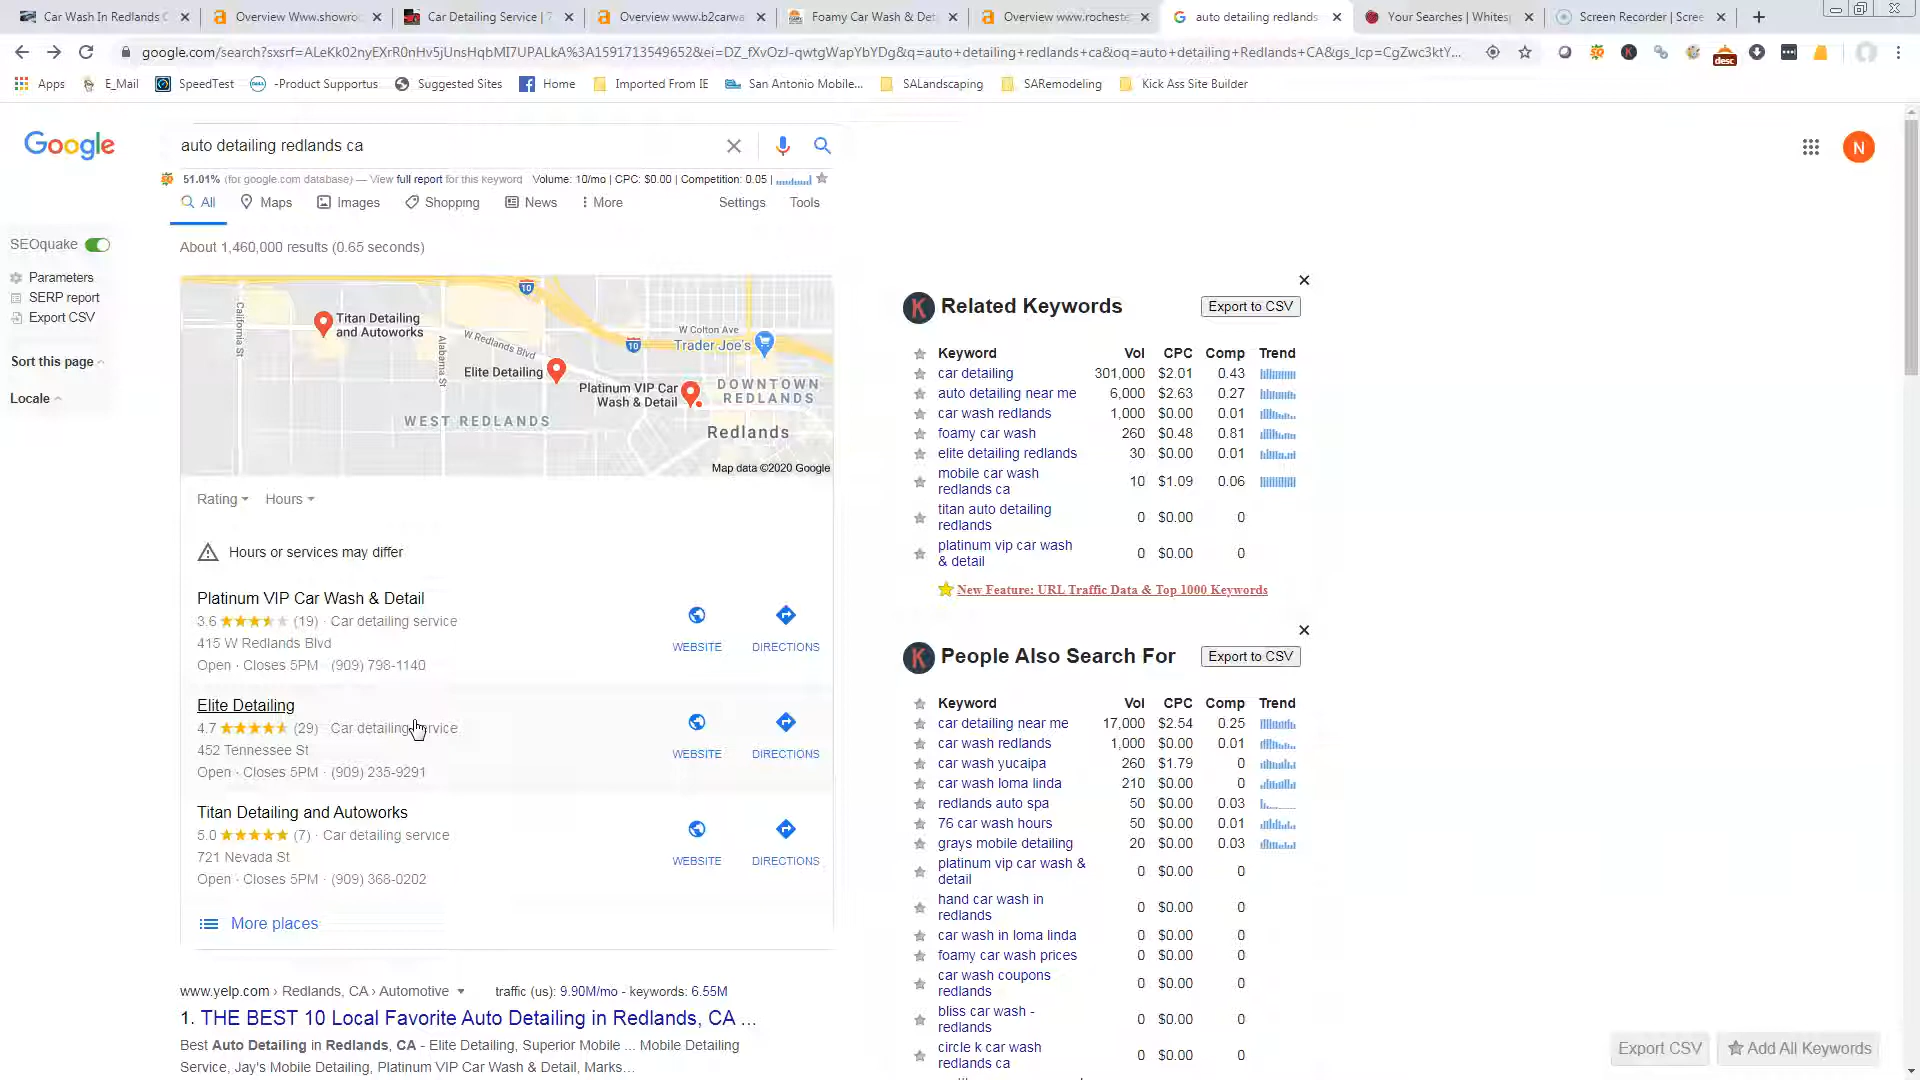 Car Wash In Redlands C
Overview Www.showroo
Car Detailing Service | 7
Overview www.b2carwa
Foamy Car Wash & Det
Overview www.rocheste
auto detailing redlands
Your Searches | Whitesp
Screen Recorder | Scree
google.com/search?sxsrf=ALeKk02nyEXrR0nHv5jUnsHqbMI7UPALkA%3A1591713549652&ei=DZ_fXvOzJ-qwtgWapYbYDg&q=auto+detailing+redlands+ca&oq=auto+detailing+Redlands+CA&gs_lcp=CgZwc3ktY...
desc
Apps
E_Mail
SpeedTest
-Product Supportus
Suggested Sites
Home
Imported From IE
San Antonio Mobile...
SALandscaping
SARemodeling
Kick Ass Site Builder
Google
auto detailing redlands ca
N
51.01% (for google.com database) — View full report for this keyword Volume: 10/mo | CPC: $0.00 | Competition: 0.05 |
All
Maps
Images
Shopping
News
More
Settings
Tools
About 1,460,000 results (0.65 seconds)
SEOquake
Parameters
SERP report
Export CSV
Sort this page
Locale
California St
Titan Detailing
and Autoworks
Alabama St
W Redlands Blvd
10
10
W Colton Ave
Trader Joe's
Elite Detailing
Platinum VIP Car
Wash & Detail
DOWNTOWN
REDLANDS
WEST REDLANDS
Redlands
Map data ©2020 Google
Rating
Hours
Hours or services may differ
Platinum VIP Car Wash & Detail
3.6 (19) · Car detailing service
415 W Redlands Blvd
Open · Closes 5PM · (909) 798-1140
WEBSITE
DIRECTIONS
Elite Detailing
4.7 (29) · Car detailing service
452 Tennessee St
Open · Closes 5PM · (909) 235-9291
WEBSITE
DIRECTIONS
Titan Detailing and Autoworks
5.0 (7) · Car detailing service
721 Nevada St
Open · Closes 5PM · (909) 368-0202
WEBSITE
DIRECTIONS
More places
www.yelp.com › Redlands, CA › Automotive
traffic (us): 9.90M/mo - keywords: 6.55M
1. THE BEST 10 Local Favorite Auto Detailing in Redlands, CA ...
Best Auto Detailing in Redlands, CA - Elite Detailing, Superior Mobile ... Mobile Detailing
Service, Jay's Mobile Detailing, Platinum VIP Car Wash & Detail, Marks...
K
Related Keywords
Export to CSV
Keyword Vol CPC Comp Trend
car detailing 301,000 $2.01 0.43
auto detailing near me 6,000 $2.63 0.27
car wash redlands 1,000 $0.00 0.01
foamy car wash 260 $0.48 0.81
elite detailing redlands 30 $0.00 0.01
mobile car wash
redlands ca 10 $1.09 0.06
titan auto detailing
redlands 0 $0.00 0
platinum vip car wash
& detail 0 $0.00 0
New Feature: URL Traffic Data & Top 1000 Keywords
K
People Also Search For
Export to CSV
Keyword Vol CPC Comp Trend
car detailing near me 17,000 $2.54 0.25
car wash redlands 1,000 $0.00 0.01
car wash yucaipa 260 $1.79 0
car wash loma linda 210 $0.00 0
redlands auto spa 50 $0.00 0.03
76 car wash hours 50 $0.00 0.01
grays mobile detailing 20 $0.00 0.03
platinum vip car wash &
detail 0 $0.00 0
hand car wash in
redlands 0 $0.00 0
car wash in loma linda 0 $0.00 0
foamy car wash prices 0 $0.00 0
car wash coupons
redlands 0 $0.00 0
bliss car wash -
redlands 0 $0.00 0
circle k car wash
redlands ca 0 $0.00 0
Export CSV
Add All Keywords